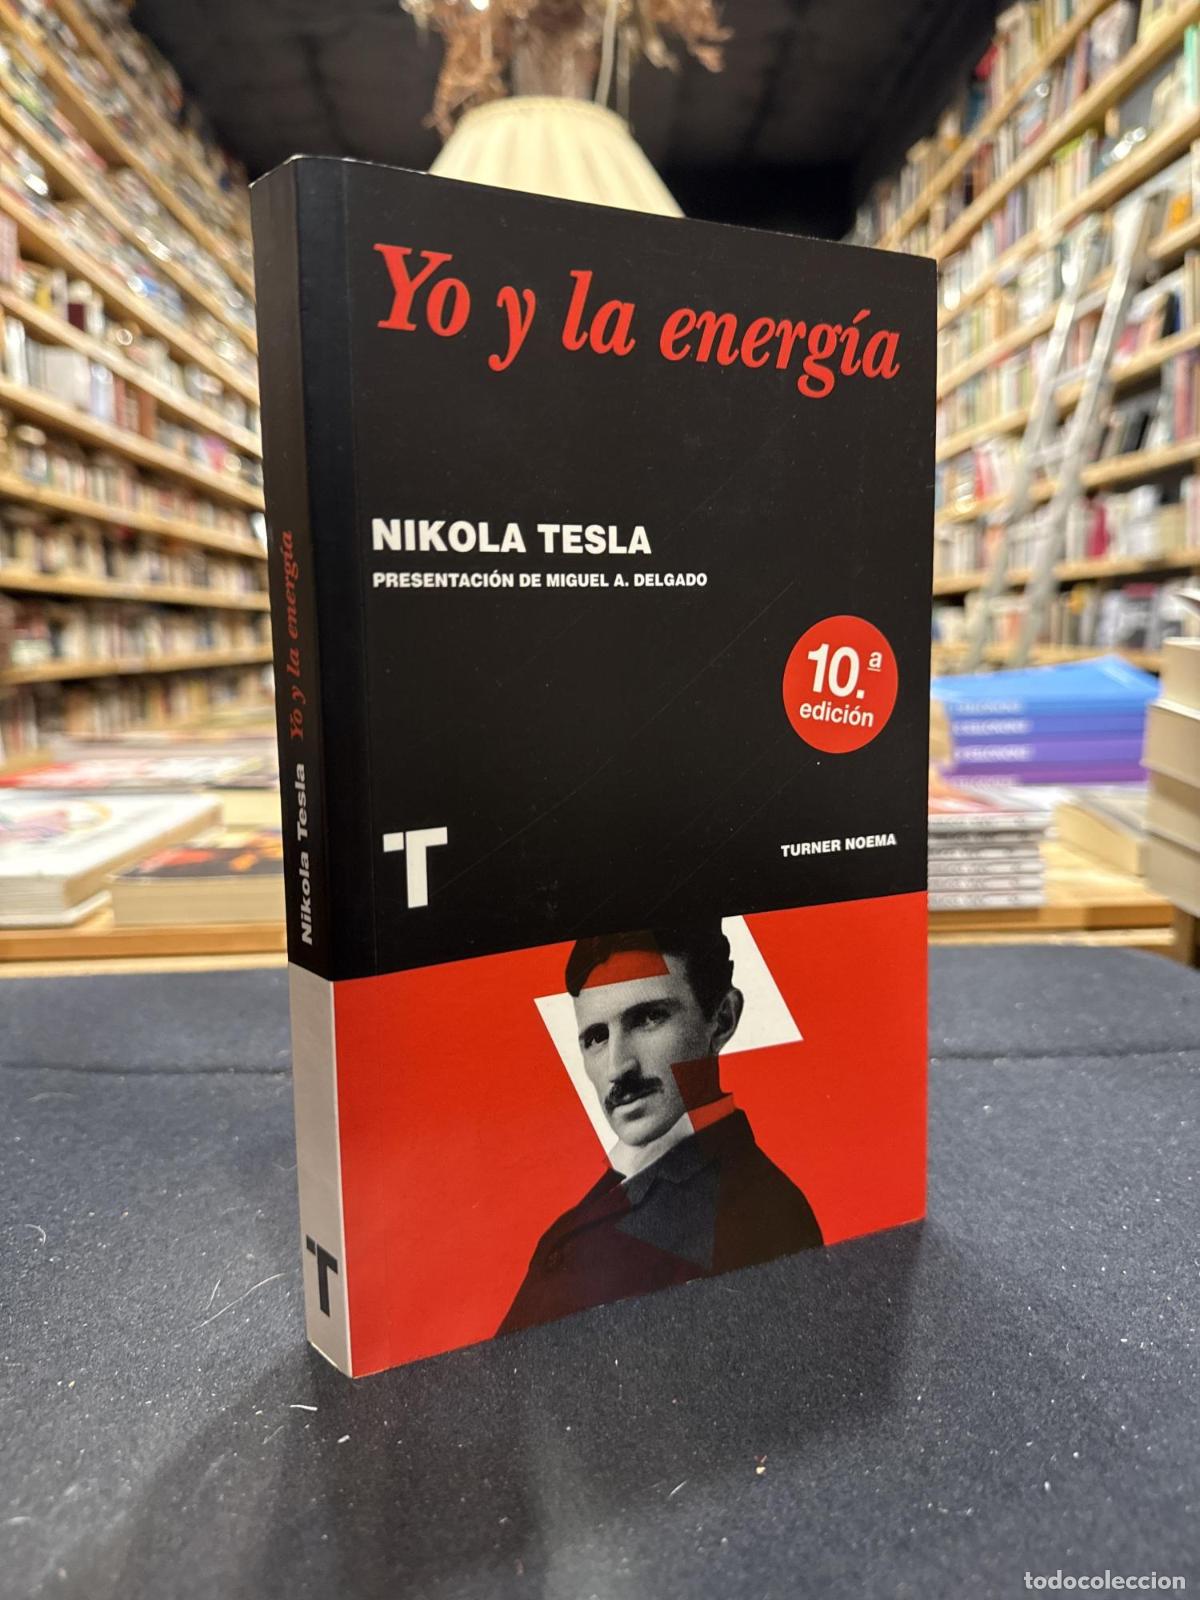 Yo y la energía
NIKOLA TESLA
PRESENTACIÓN DE MIGUEL A. DELGADO
10.ª
edición
T
TURNER NOEMA
Nikola Tesla Yo y la energía
T
todocoleccion